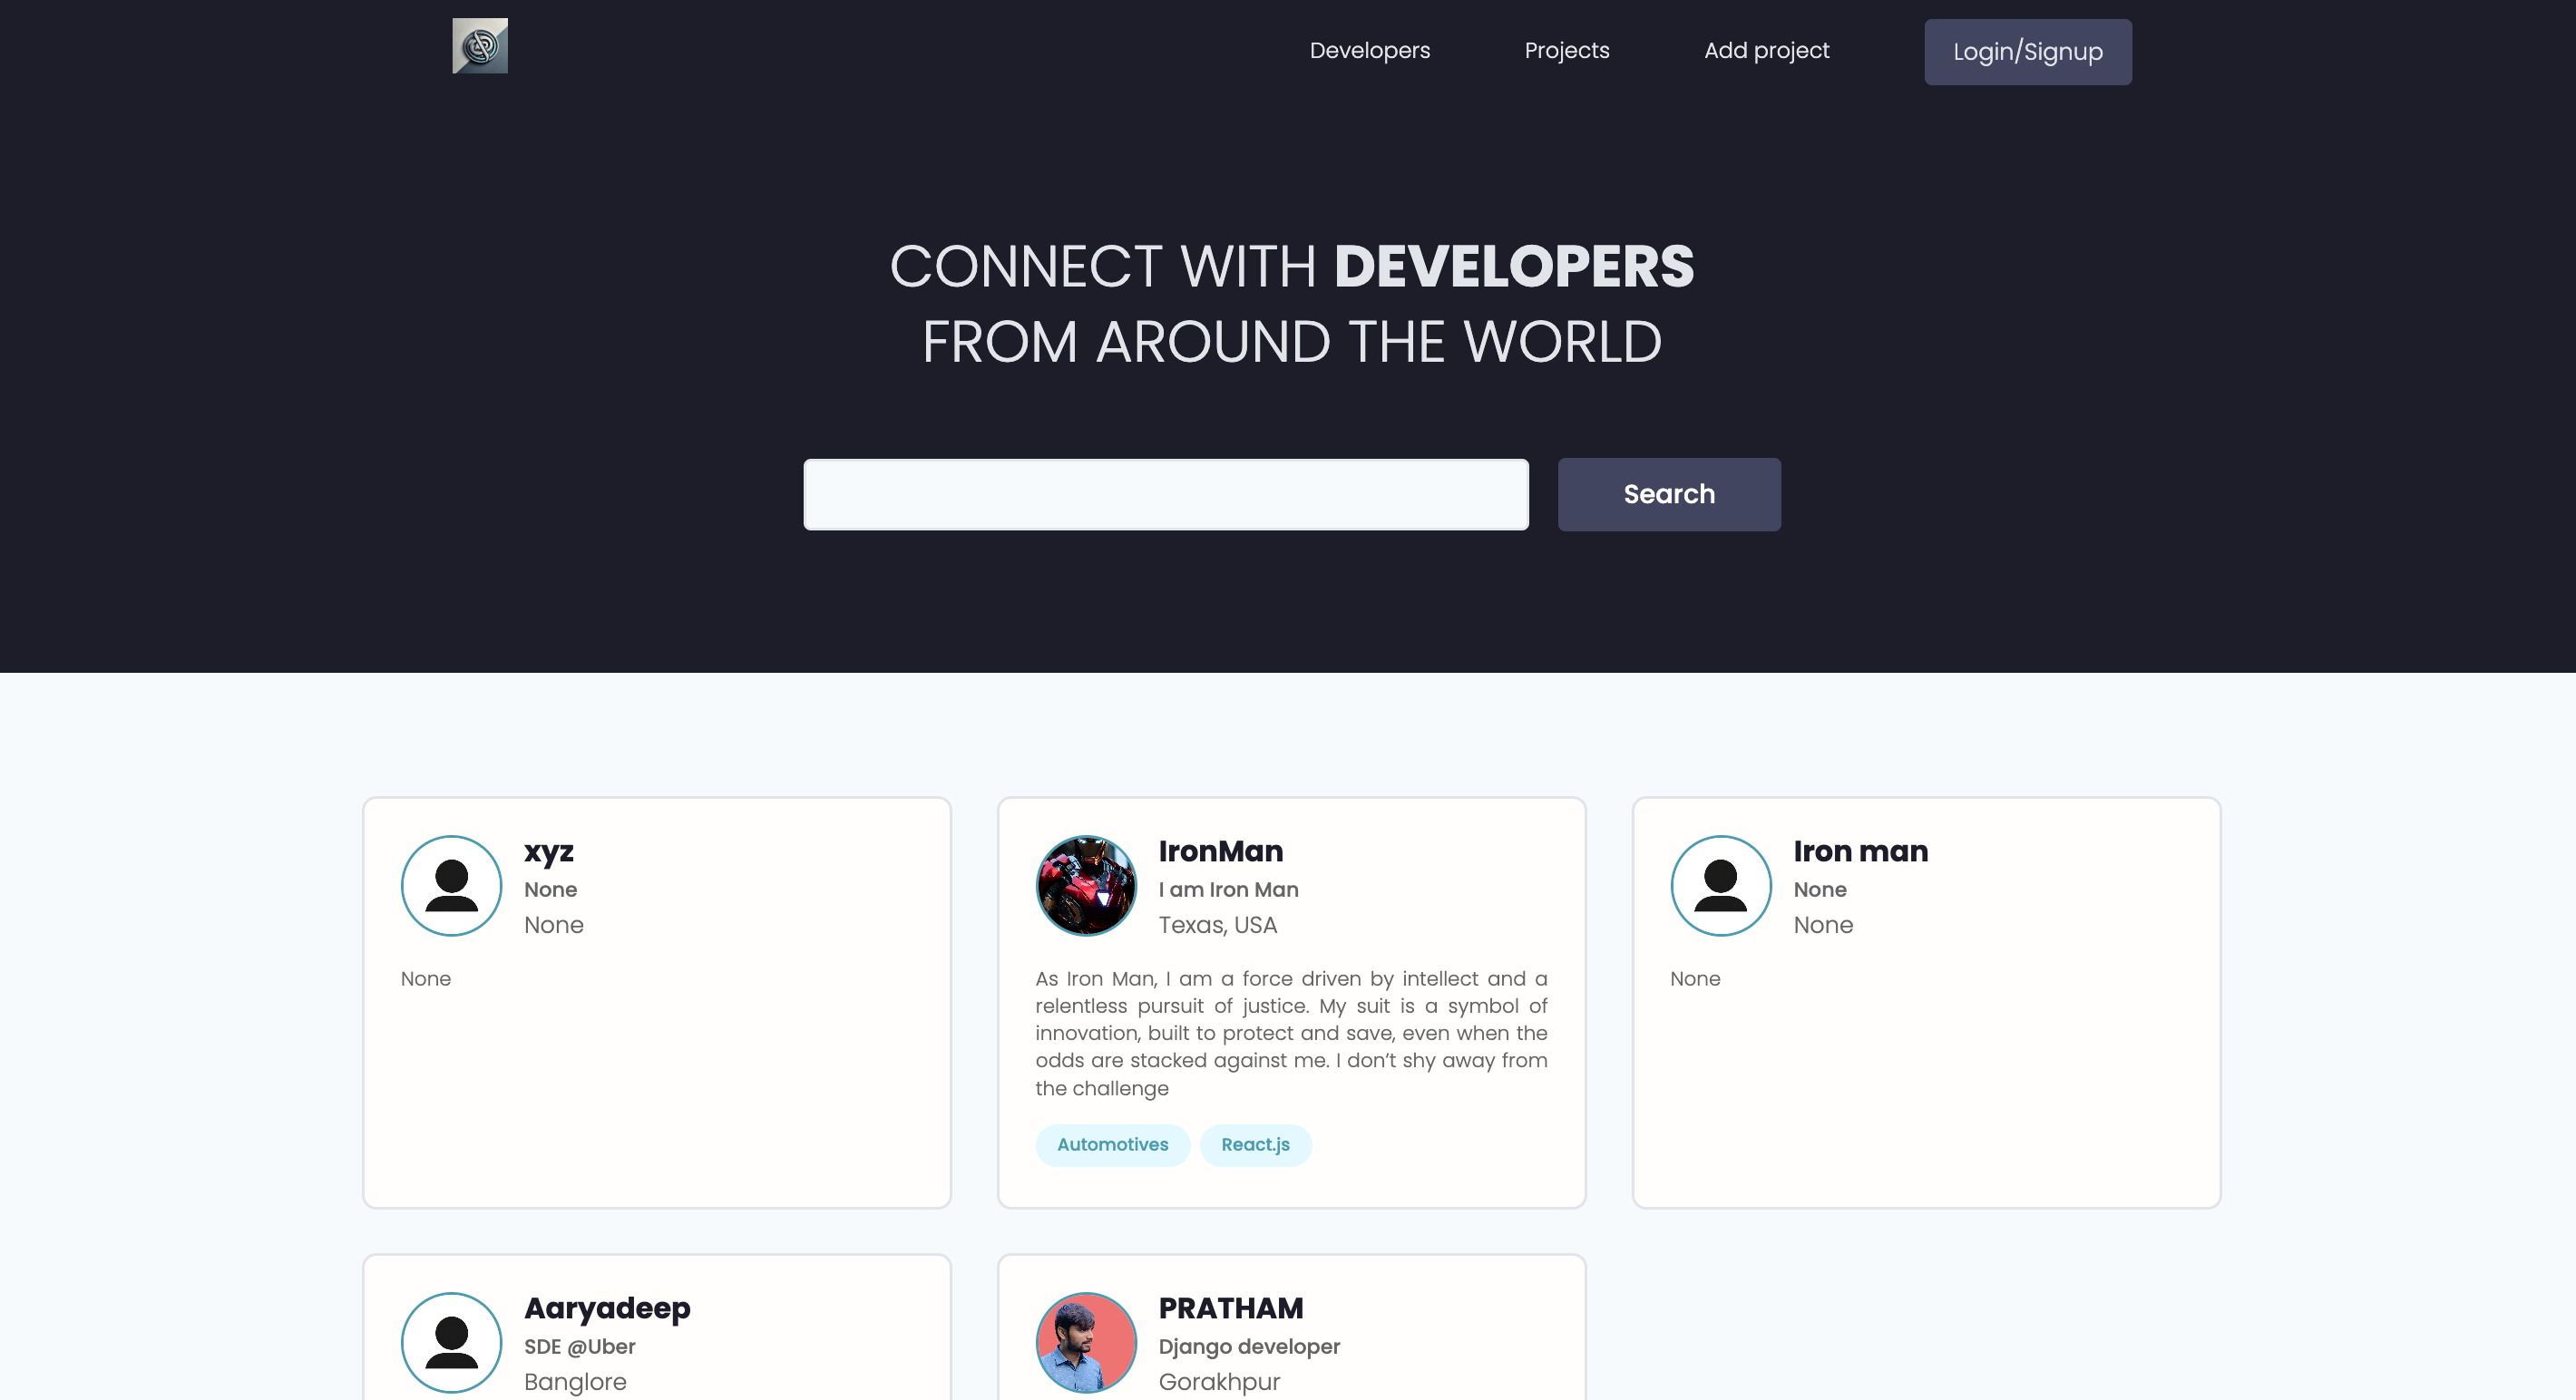 Developers
Projects
Add project
Login/Signup
CONNECT WITH DEVELOPERS
FROM AROUND THE WORLD
Search
xyz
None
None
None
IronMan
I am Iron Man
Texas, USA
As Iron Man, I am a force driven by intellect and a
relentless pursuit of justice. My suit is a symbol of
innovation, built to protect and save, even when the
odds are stacked against me. I don’t shy away from
the challenge
Automotives
React.js
Iron man
None
None
None
Aaryadeep
SDE @Uber
Banglore
PRATHAM
Django developer
Gorakhpur